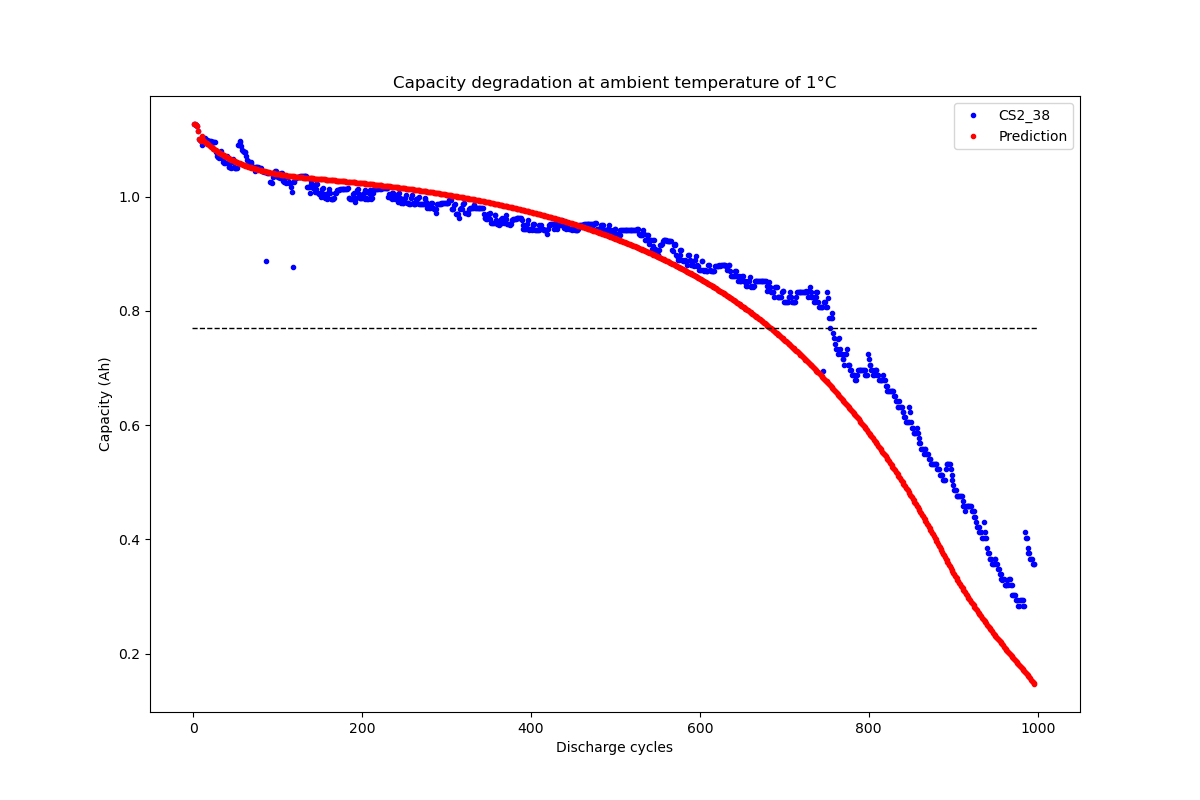 Capacity degradation at ambient temperature of 1°C
CS2_38
Prediction
1.0
0.8
0.6
0.4
0.2
Capacity (Ah)
0
200
400
600
800
1000
Discharge cycles